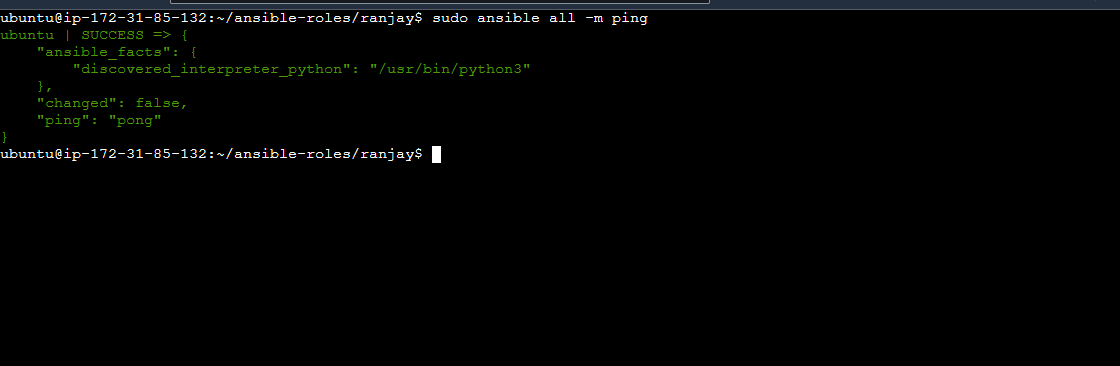 ubuntu@ip-172-31-85-132:~/ansible-roles/ranjay$ sudo ansible all -m ping
ubuntu | SUCCESS => {
    "ansible_facts": {
        "discovered_interpreter_python": "/usr/bin/python3"
    },
    "changed": false,
    "ping": "pong"
}
ubuntu@ip-172-31-85-132:~/ansible-roles/ranjay$